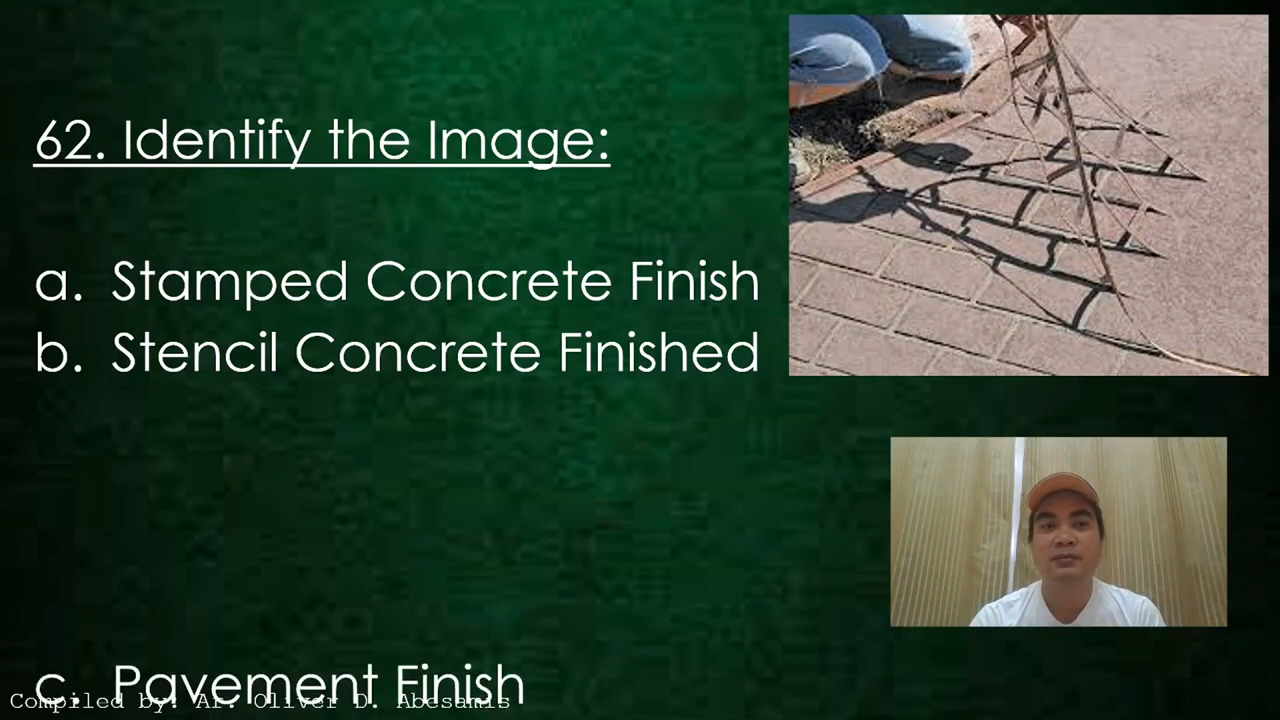 62. Identify the Image:
a. Stamped Concrete Finish
b. Stencil Concrete Finished
c. Pavement Finish
Compiled by: Ar. Oliver D. Abesamis